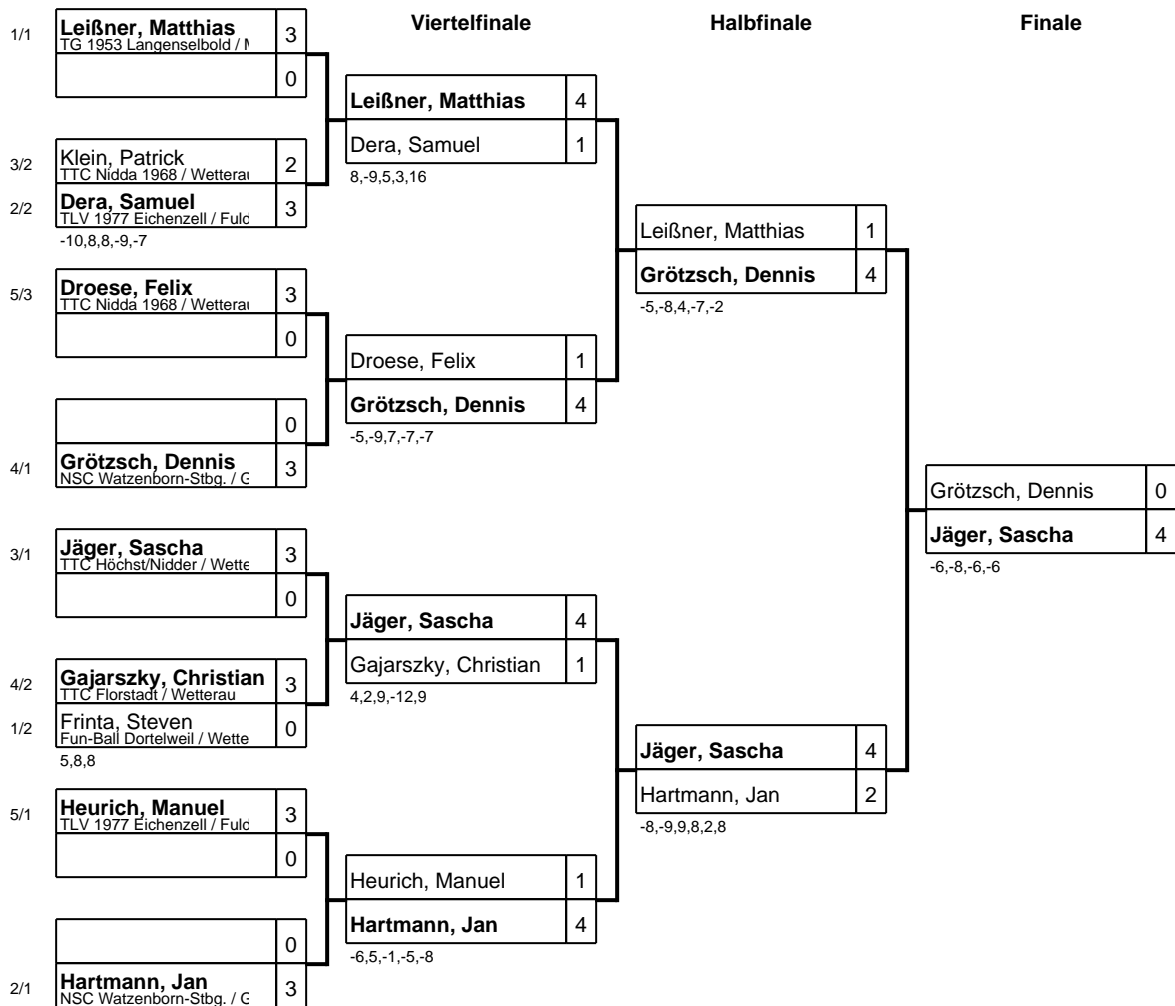 Viertelfinale Halbfinale Finale
1/1 Leißner, Matthias 3
TG 1953 Langenselbold /
0
3/2 Klein, Patrick 2
TTC Nidda 1968 / Wetterau
2/2 Dera, Samuel 3
TLV 1977 Eichenzell / Fuld
-10,8,8,-9,-7
5/3 Droese, Felix 3
TTC Nidda 1968 / Wetterau
0
0
4/1 Grötzsch, Dennis 3
NSC Watzenborn-Stbg. / G
3/1 Jäger, Sascha 3
TTC Höchst/Nidder / Wette
0
4/2 Gajarszky, Christian 3
TTC Florstadt / Wetterau
1/2 Frinta, Steven 0
Fun-Ball Dortelweil / Wette
5,8,8
5/1 Heurich, Manuel 3
TLV 1977 Eichenzell / Fuld
0
0
2/1 Hartmann, Jan 3
NSC Watzenborn-Stbg. / G
Leißner, Matthias 4
Dera, Samuel 1
8,-9,5,3,16
Droese, Felix 1
Grötzsch, Dennis 4
-5,-9,7,-7,-7
Jäger, Sascha 4
Gajarszky, Christian 1
4,2,9,-12,9
Heurich, Manuel 1
Hartmann, Jan 4
-6,5,-1,-5,-8
Leißner, Matthias 1
Grötzsch, Dennis 4
-5,-8,4,-7,-2
Jäger, Sascha 4
Hartmann, Jan 2
-8,-9,9,8,2,8
Grötzsch, Dennis 0
Jäger, Sascha 4
-6,-8,-6,-6